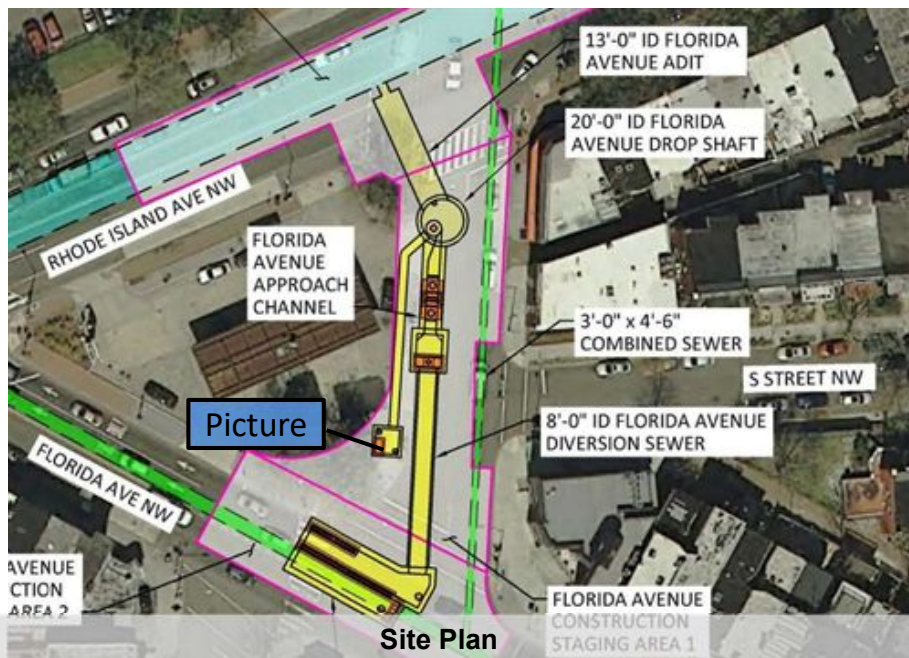 13'-0" ID FLORIDA
AVENUE ADIT
20'-0" ID FLORIDA
AVENUE DROP SHAFT
RHODE ISLAND AVE NW
FLORIDA
AVENUE
APPROACH
CHANNEL
3'-0" x 4'-6"
COMBINED SEWER
S STREET NW
Picture
8'-0" ID FLORIDA AVENUE
DIVERSION SEWER
FLORIDA AVE NW
AVENUE
CTION
AREA 2
FLORIDA AVENUE
CONSTRUCTION
STAGING AREA 1
Site Plan